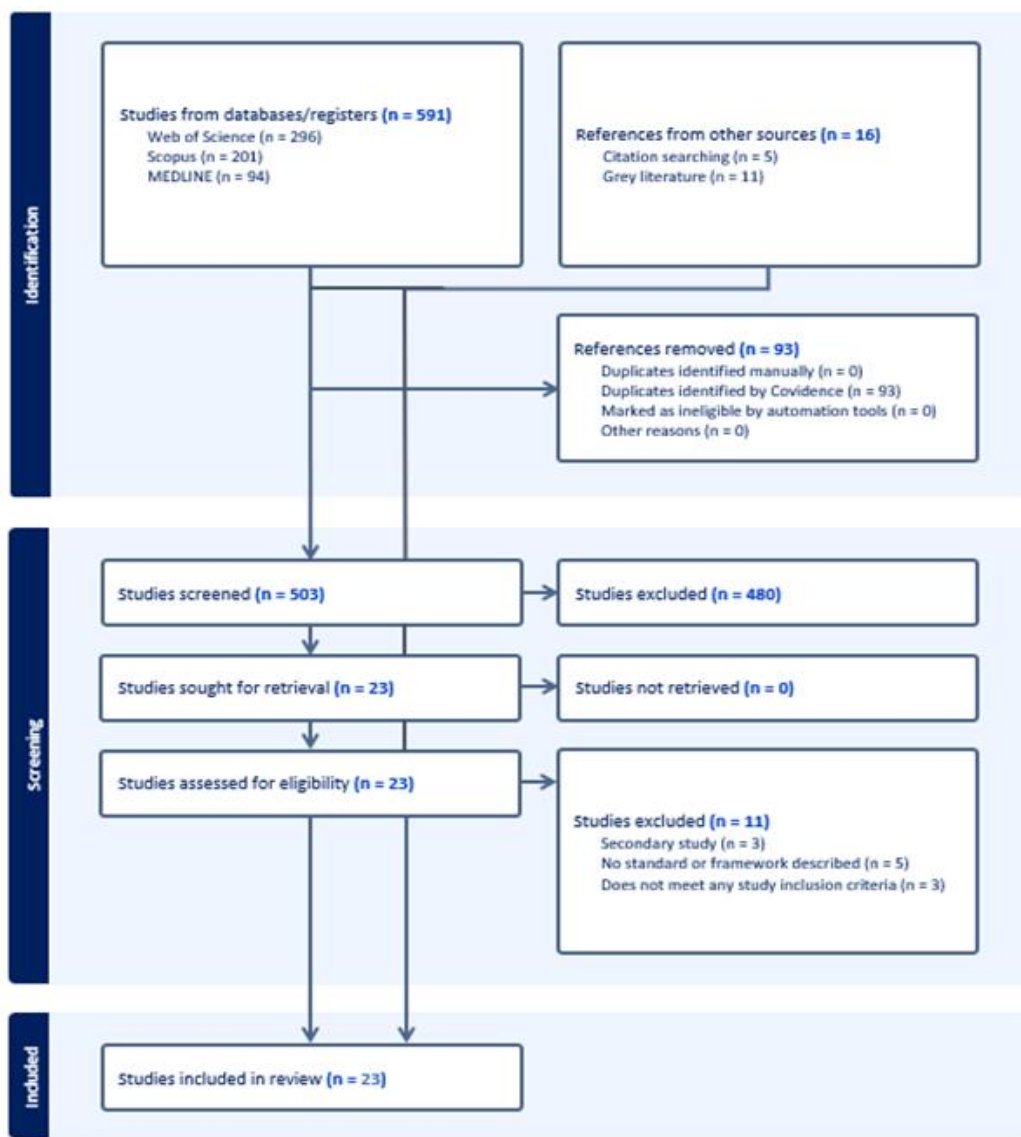 Identification
Studies from databases/registers (n = 591)
Web of Science (n = 296)
Scopus (n = 201)
MEDLINE (n = 94)
References from other sources (n = 16)
Citation searching (n = 5)
Grey literature (n = 11)
References removed (n = 93)
Duplicates identified manually (n = 0)
Duplicates identified by Covidence (n = 93)
Marked as ineligible by automation tools (n = 0)
Other reasons (n = 0)
Screening
Studies screened (n = 503)
Studies excluded (n = 480)
Studies sought for retrieval (n = 23)
Studies not retrieved (n = 0)
Studies assessed for eligibility (n = 23)
Studies excluded (n = 11)
Secondary study (n = 3)
No standard or framework described (n = 5)
Does not meet any study inclusion criteria (n = 3)
Included
Studies included in review (n = 23)